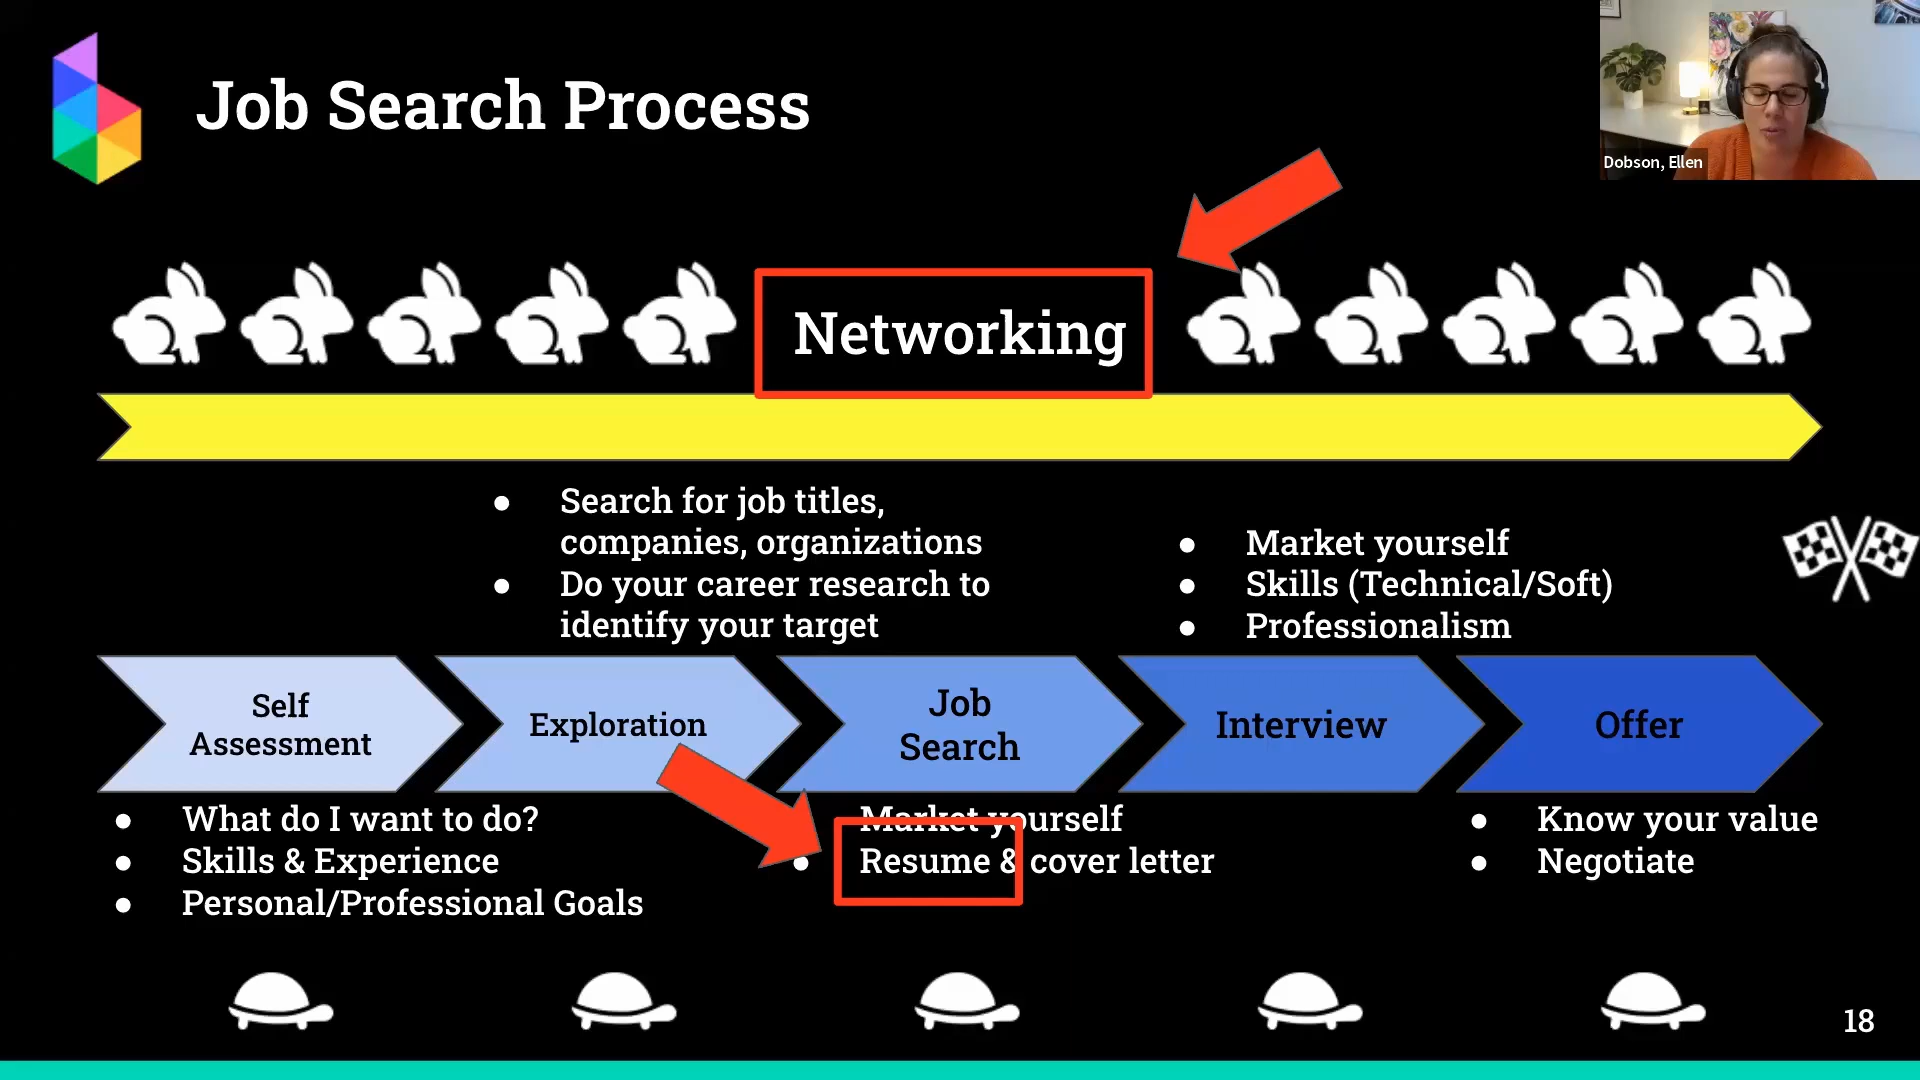 Job Search Process
Dobson, Ellen
Networking
● Search for job titles,
companies, organizations
● Do your career research to
identify your target
● Market yourself
● Skills (Technical/Soft)
● Professionalism
Self
Assessment
Exploration
Job
Search
Interview
Offer
● What do I want to do?
● Skills & Experience
● Personal/Professional Goals
Market yourself
● Resume & cover letter
● Know your value
● Negotiate
18